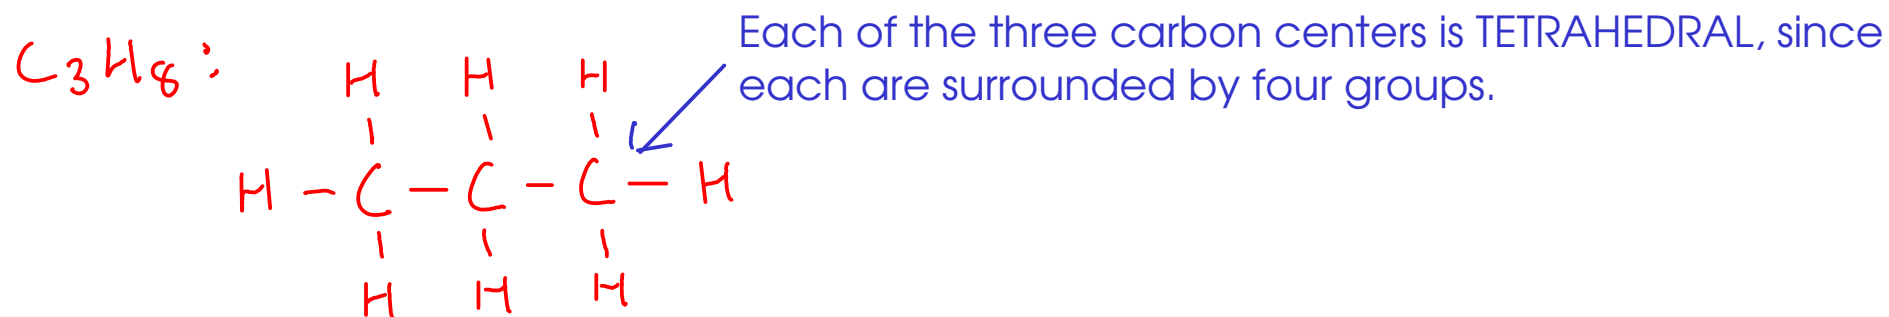 Each of the three carbon centers is TETRAHEDRAL, since
each are surrounded by four groups.
C3H8:
H H H
H - C - C - C - H
H H H